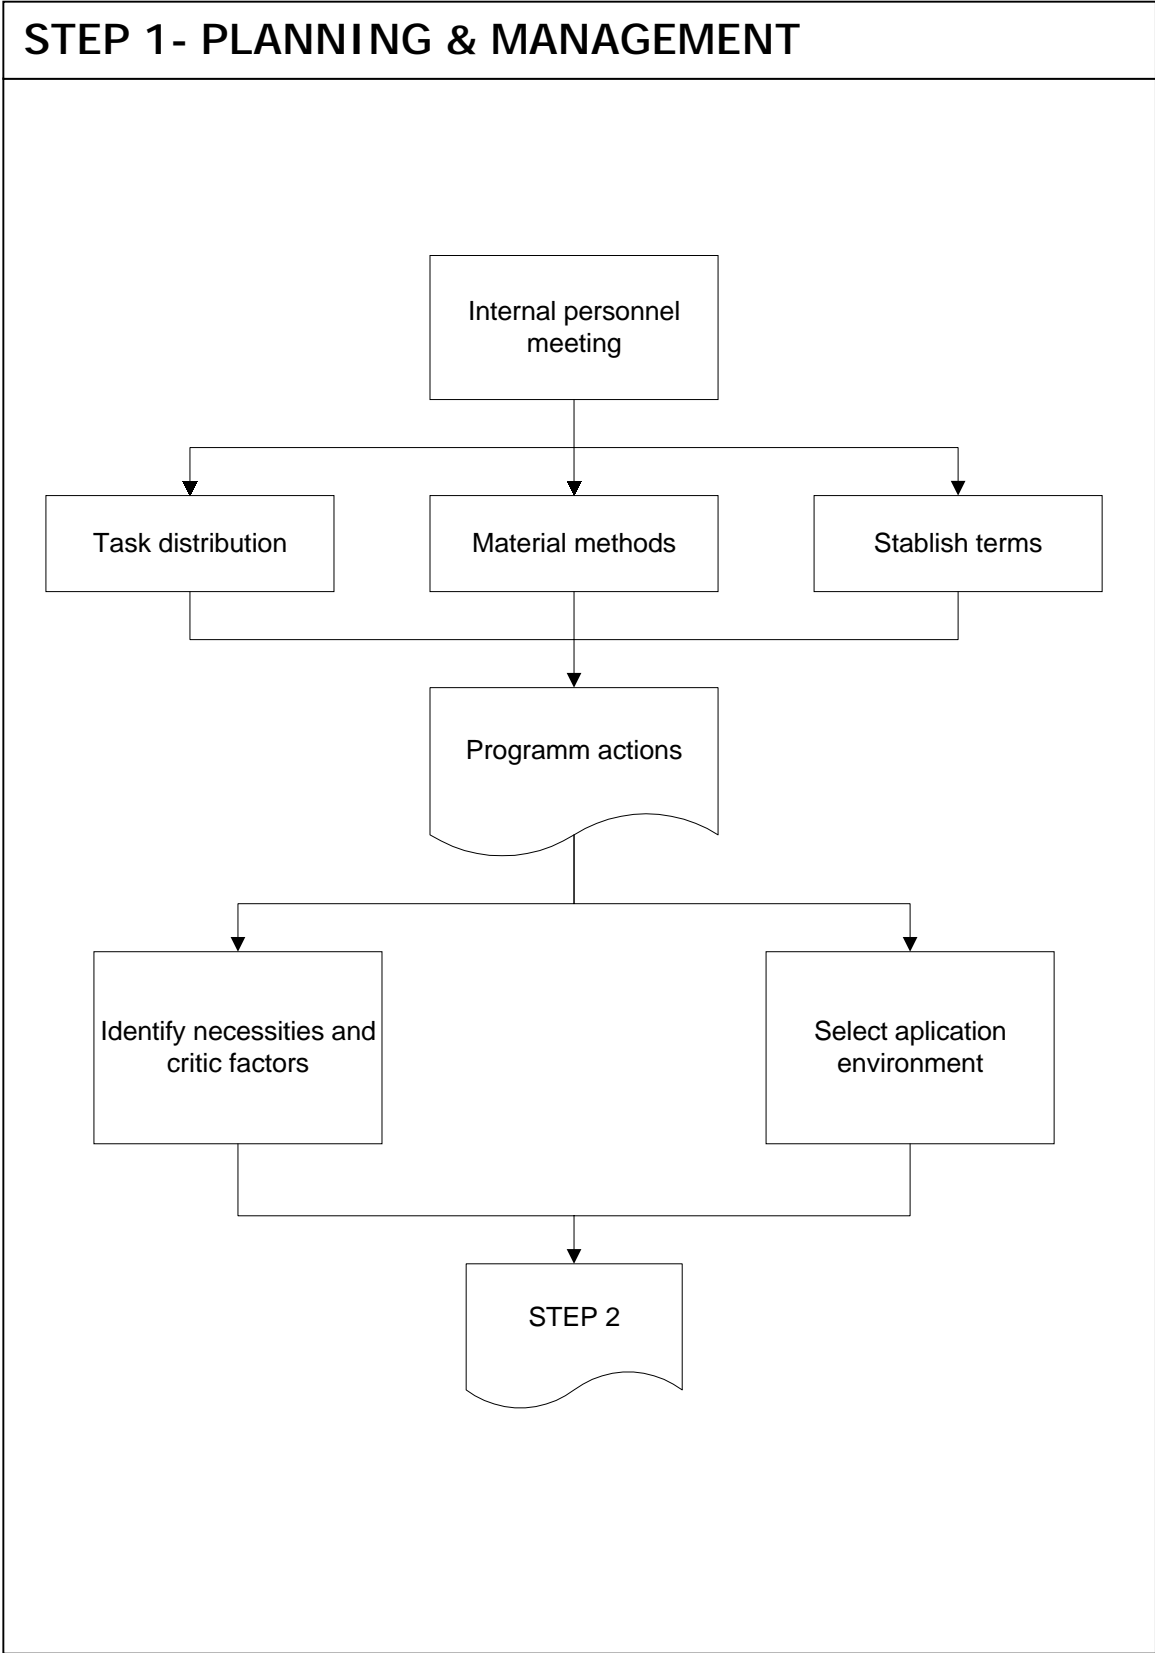 STEP 1- PLANNING & MANAGEMENT
Internal personnel
meeting
Task distribution
Material methods
Stablish terms
Programm actions
Identify necessities and
critic factors
Select aplication
environment
STEP 2